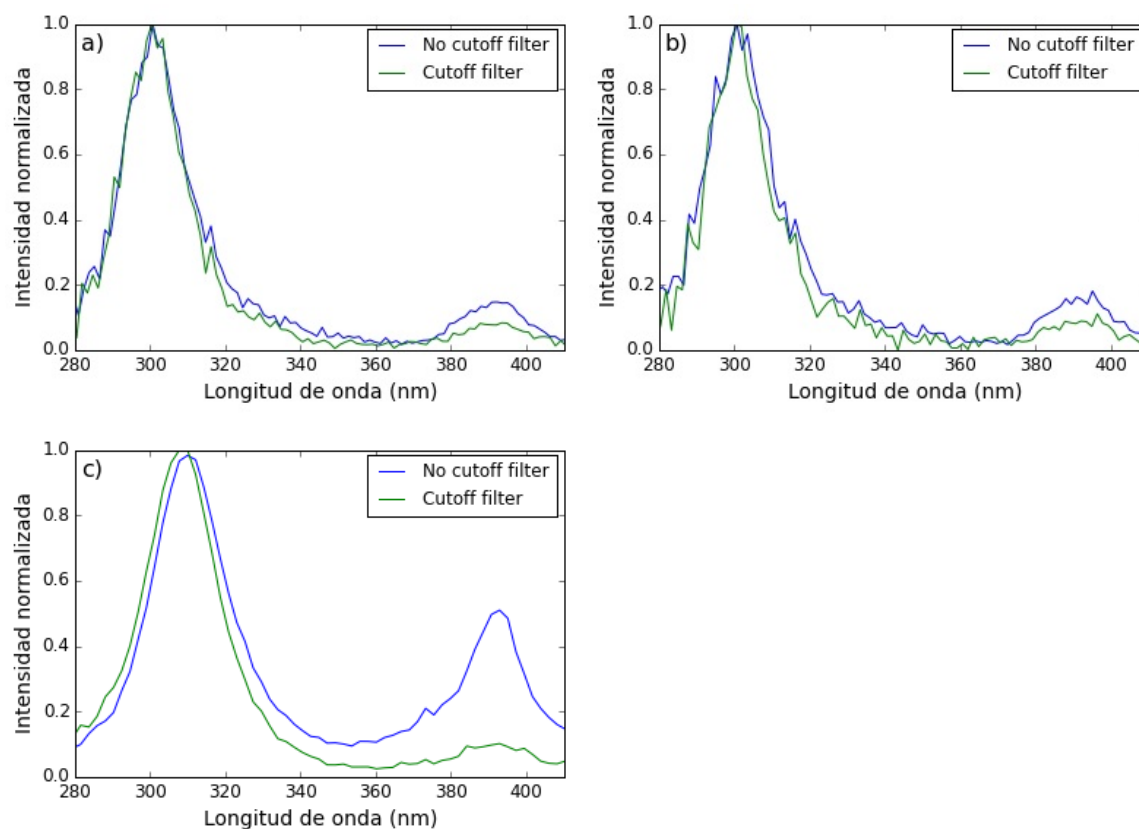 a)
No cutoff filter
Cutoff filter
Intensidad normalizada
1.0
0.8
0.6
0.4
0.2
0.0
280 300 320 340 360 380 400
Longitud de onda (nm)
b)
No cutoff filter
Cutoff filter
Intensidad normalizada
1.0
0.8
0.6
0.4
0.2
0.0
280 300 320 340 360 380 400
Longitud de onda (nm)
c)
No cutoff filter
Cutoff filter
Intensidad normalizada
1.0
0.8
0.6
0.4
0.2
0.0
280 300 320 340 360 380 400
Longitud de onda (nm)